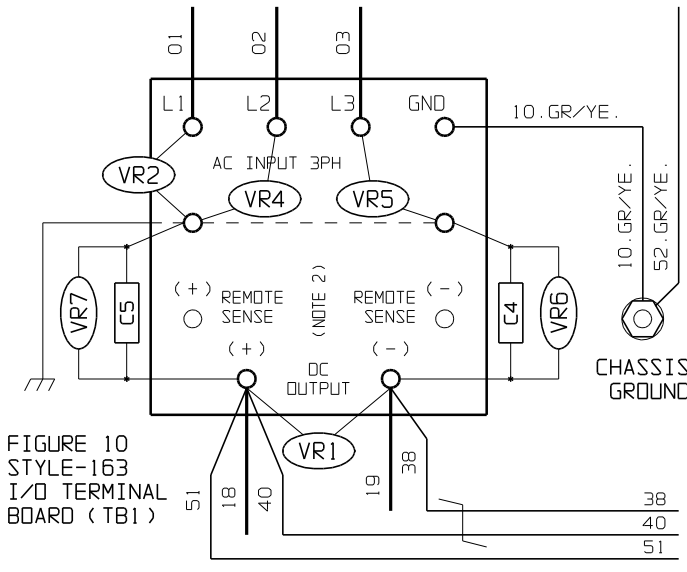 01
02
03
L1
L2
L3
GND
10.GR/YE.
AC INPUT 3PH
VR2
VR4
VR5
10.GR/YE.
52.GR/YE.
(+)
REMOTE
SENSE
(NOTE 2)
REMOTE
SENSE
(-)
VR7
C5
C4
VR6
(+)
(-)
DC
OUTPUT
CHASSIS
GROUND
VR1
FIGURE 10
STYLE-163
I/O TERMINAL
BOARD (TB1)
51
18
40
19
38
38
40
51